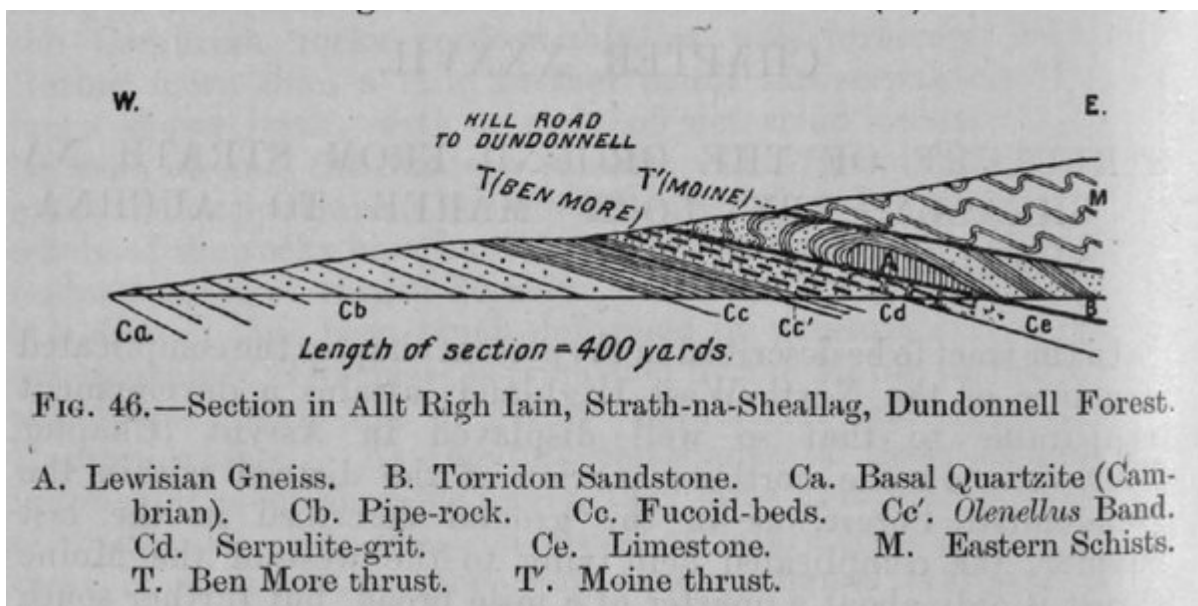 W.
E.
HILL ROAD
TO DUNDONNELL
T(BEN MORE)
T'(MOINE)
M
A
B
Ca
Cb
Cc
Cc'
Cd
Ce
Length of section = 400 yards.
FIG. 46.—Section in Allt Righ Iain, Strath-na-Sheallag, Dundonnell Forest.
A. Lewisian Gneiss. B. Torridon Sandstone. Ca. Basal Quartzite (Cam-
brian). Cb. Pipe-rock. Cc. Fucoid-beds. Cc'. Olenellus Band.
Cd. Serpulite-grit. Ce. Limestone. M. Eastern Schists.
T. Ben More thrust. T'. Moine thrust.